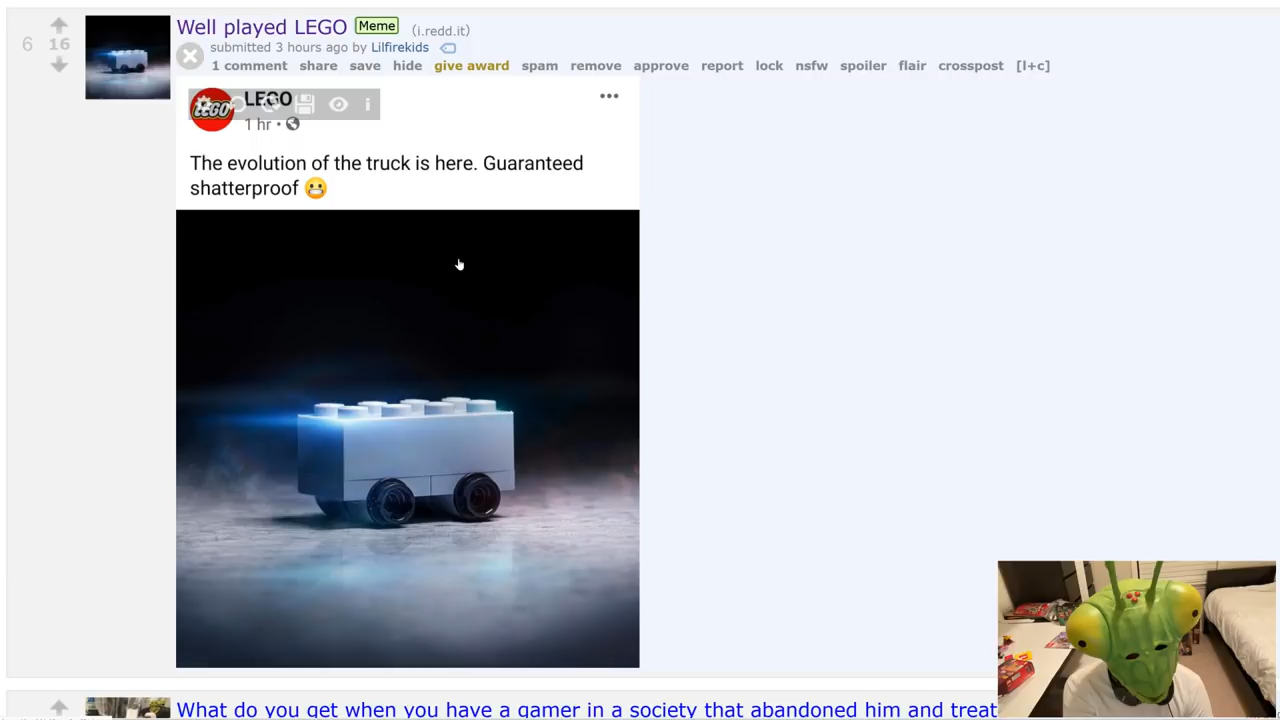 6
16
Well played LEGO Meme (i.redd.it)
submitted 3 hours ago by Lilfirekids
1 comment share save hide give award spam remove approve report lock nsfw spoiler flair crosspost [l+c]
LEGO
LEGO
1 hr •
The evolution of the truck is here. Guaranteed
shatterproof 😬
What do you get when you have a gamer in a society that abandoned him and treat